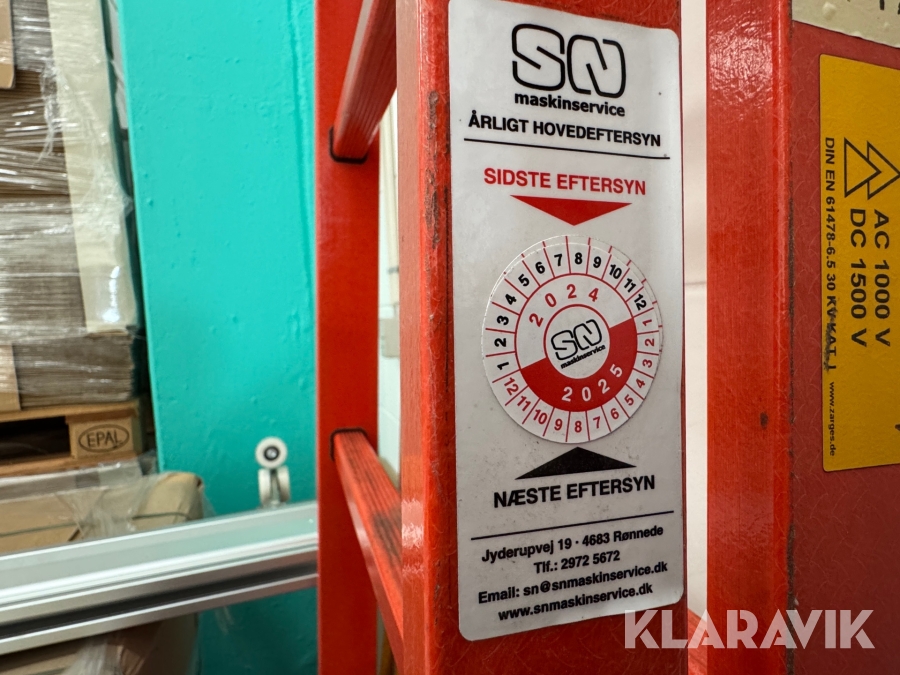 SN
maskinservice
ÅRLIGT HOVEDEFTERSYN
SIDSTE EFTERSYN
1 2 3 4 5 6 7 8 9 10 11 12
2024
SN
maskinservice
2025
1 2 3 4 5 6 7 8 9 10 11 12
NÆSTE EFTERSYN
Jyderupvej 19 · 4683 Rønnede
Tlf.: 2972 5672
Email: sn@snmaskinservice.dk
www.snmaskinservice.dk
AC 1000 V
DC 1500 V
DIN EN 61478-6.5 30 KV KAT. 1
www.zarges.de
EPAL
KLARAVIK